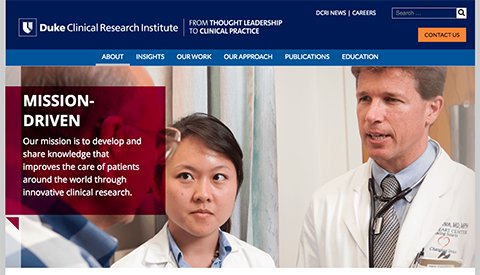 DCRI NEWS | CAREERS
Search ...
Duke Clinical Research Institute
FROM THOUGHT LEADERSHIP
TO CLINICAL PRACTICE
CONTACT US
ABOUT INSIGHTS OUR WORK OUR APPROACH PUBLICATIONS EDUCATION
MISSION-
DRIVEN
Our mission is to develop and
share knowledge that
improves the care of patients
around the world through
innovative clinical research.